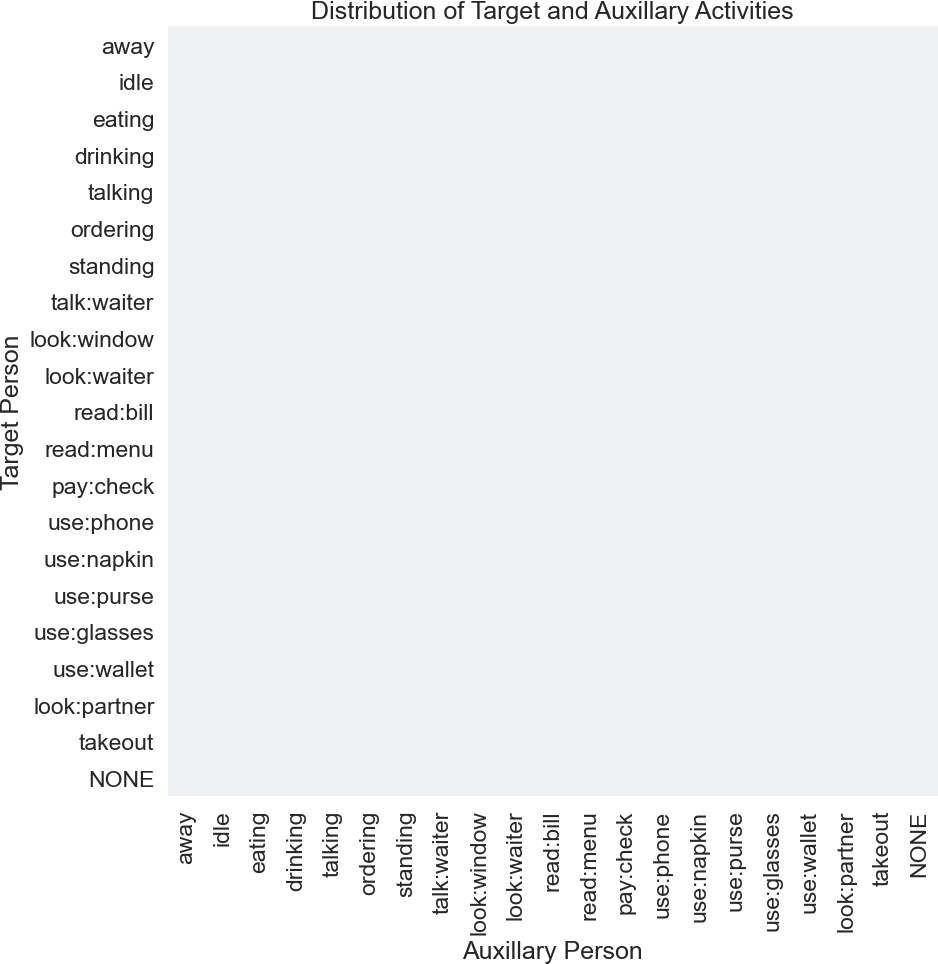 Distribution of Target and Auxillary Activities
Target Person
away
idle
eating
drinking
talking
ordering
standing
talk:waiter
look:window
look:waiter
read:bill
read:menu
pay:check
use:phone
use:napkin
use:purse
use:glasses
use:wallet
look:partner
takeout
NONE
away
idle
eating
drinking
talking
ordering
standing
talk:waiter
look:window
look:waiter
read:bill
read:menu
pay:check
use:phone
use:napkin
use:purse
use:glasses
use:wallet
look:partner
takeout
NONE
Auxillary Person